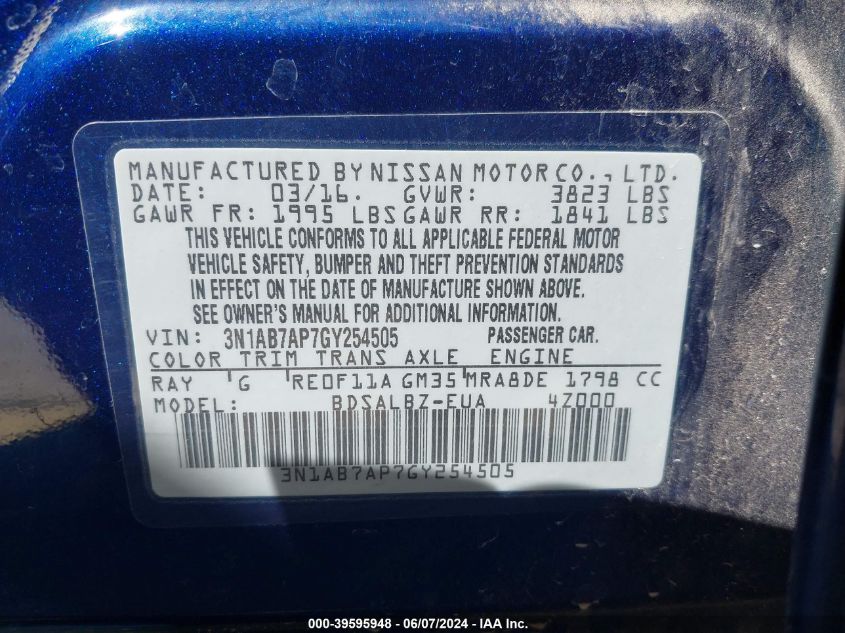 MANUFACTURED BY NISSAN MOTOR CO., LTD.
DATE: 03/16. GVWR: 3823 LBS
GAWR FR: 1995 LBS GAWR RR: 1841 LBS
THIS VEHICLE CONFORMS TO ALL APPLICABLE FEDERAL MOTOR
VEHICLE SAFETY, BUMPER AND THEFT PREVENTION STANDARDS
IN EFFECT ON THE DATE OF MANUFACTURE SHOWN ABOVE.
SEE OWNER'S MANUAL FOR ADDITIONAL INFORMATION.
VIN: 3N1AB7AP7GY254505 PASSENGER CAR.
COLOR TRIM TRANS AXLE ENGINE
RAY G RE0F11A GM35 MRA8DE 1798 CC
MODEL: BDSALBZ-EUA 4Z000
3N1AB7AP7GY254505
000-39595948 - 06/07/2024 - IAA Inc.